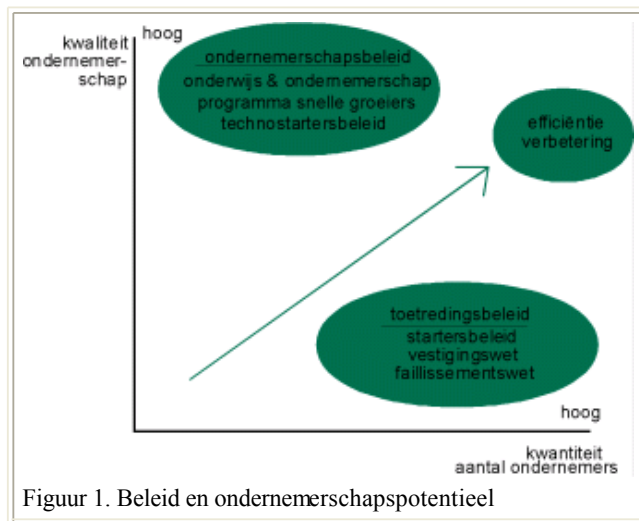 kwaliteit
ondernemer-
schap
hoog
ondernemerschapsbeleid
onderwijs & ondernemerschap
programma snelle groeiers
technostartersbeleid
efficiëntie
verbetering
toetredingsbeleid
startersbeleid
vestigingswet
faillissementswet
hoog
kwantiteit
aantal ondernemers
Figuur 1. Beleid en ondernemerschapspotentieel